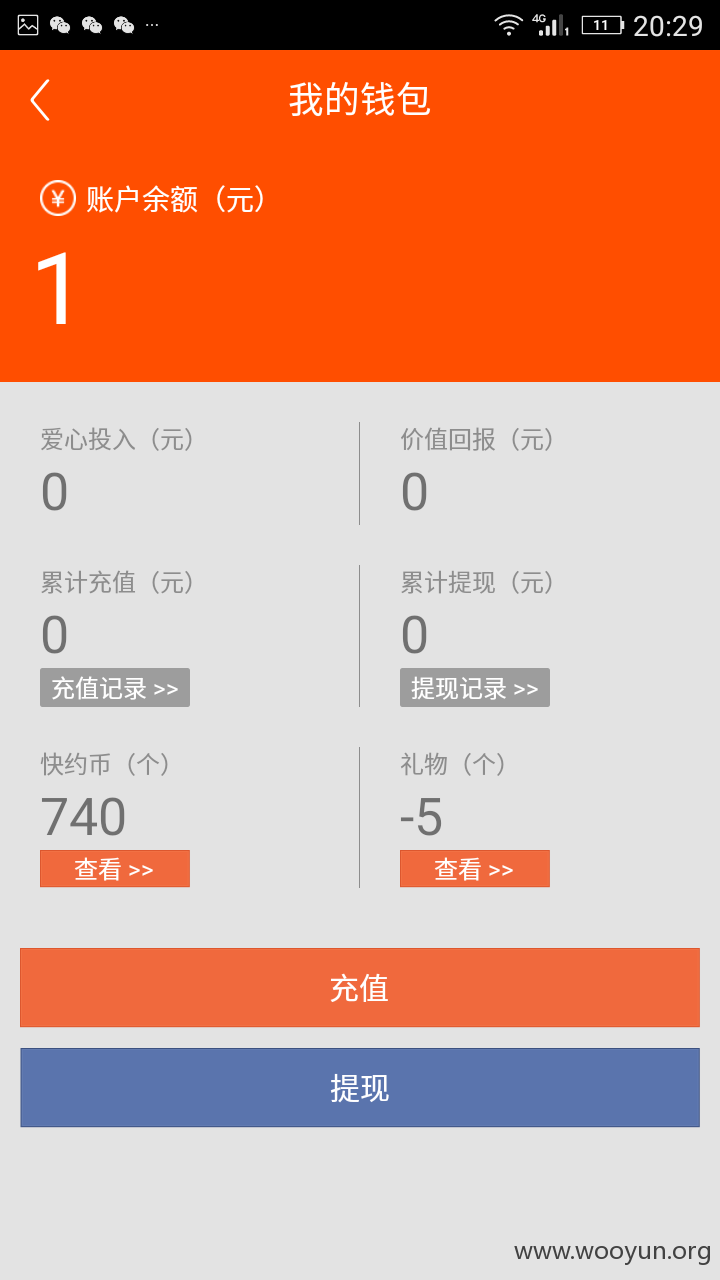 4G 1 11 20:29
我的钱包
¥ 账户余额（元）
1
爱心投入（元） 价值回报（元）
0 0
累计充值（元） 累计提现（元）
0 0
充值记录 >> 提现记录 >>
快约币（个） 礼物（个）
740 -5
查看 >> 查看 >>
充值
提现
www.wooyun.org